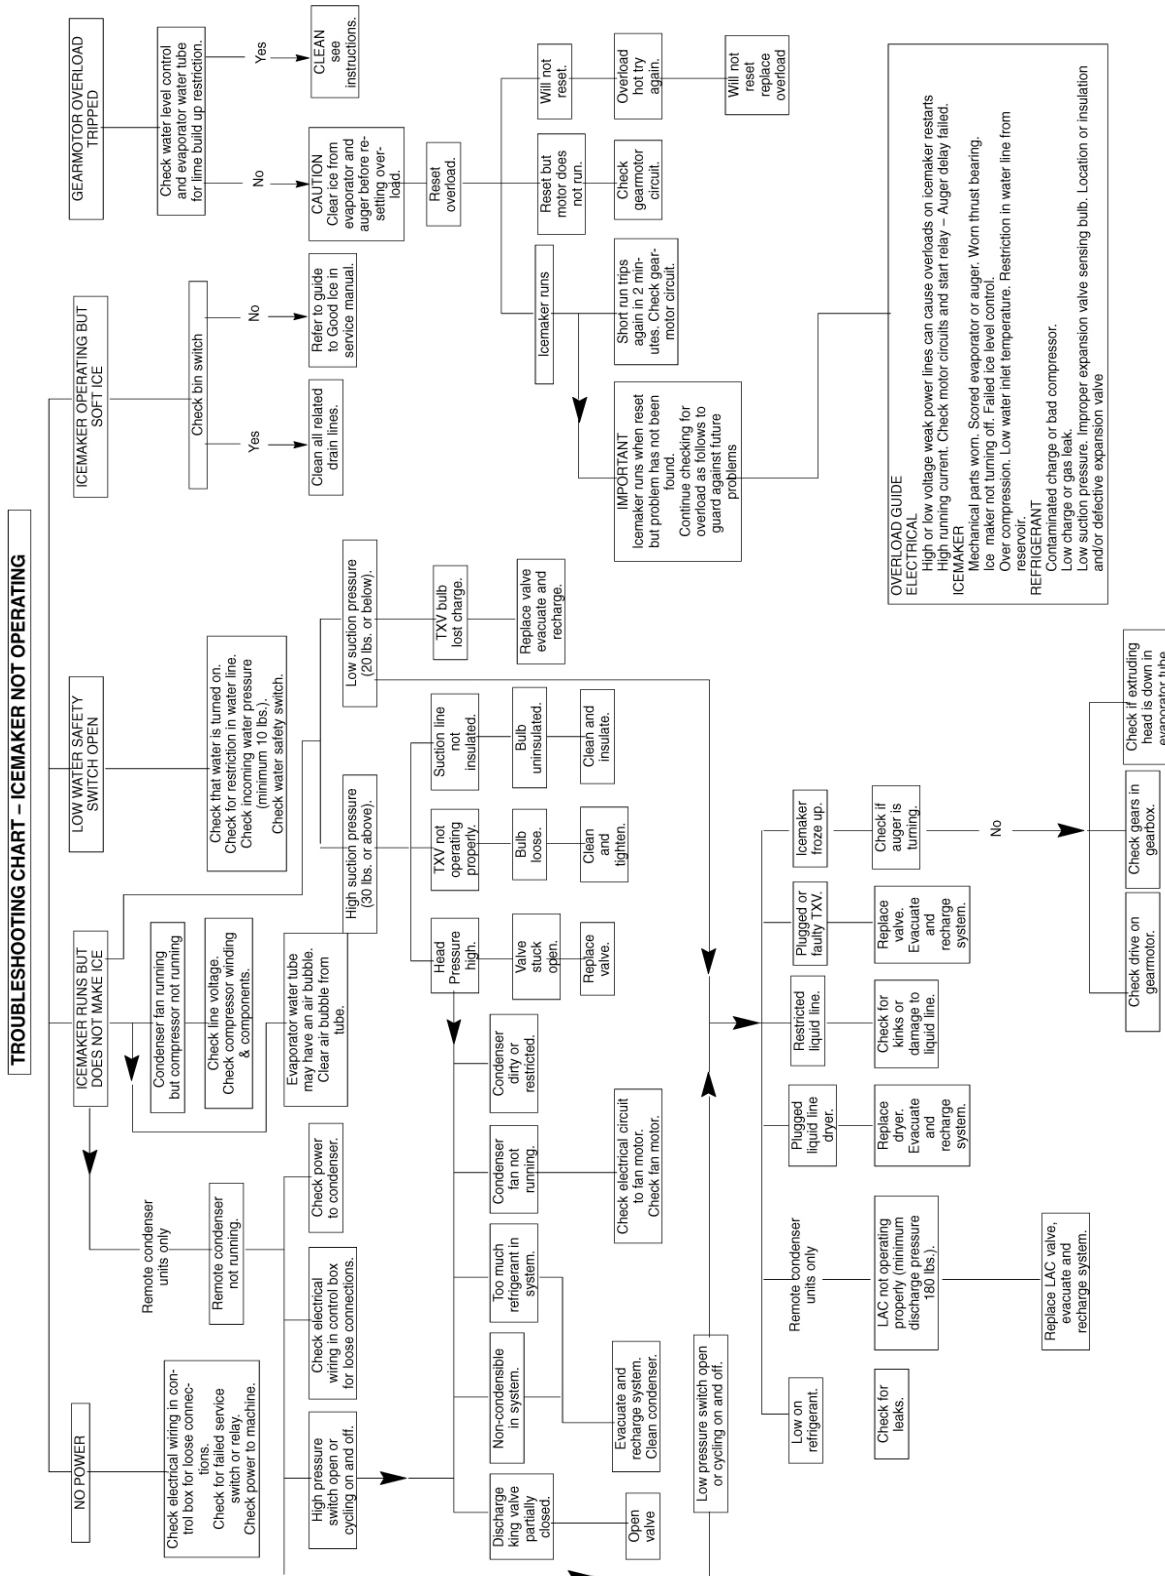 TROUBLESHOOTING CHART – ICEMAKER NOT OPERATING
NO POWER
Check electrical wiring in con-
trol box for loose connec-
tions.
Check for failed service
switch or relay.
Check power to machine.
ICEMAKER RUNS BUT
DOES NOT MAKE ICE
Remote condenser
units only
Remote condenser
not running.
High pressure
switch open or
cycling on and off.
Check electrical
wiring in control box
for loose connections.
Check power
to condenser.
Condenser fan running
but compressor not running
Check line voltage.
Check compressor winding
& components.
Evaporator water tube
may have an air bubble.
Clear air bubble from
tube.
High suction pressure
(30 lbs. or above).
Low suction pressure
(20 lbs. or below).
Head
Pressure
high.
TXV not
operating
properly.
Suction line
not
insulated.
TXV bulb
lost charge.
Valve
stuck
open.
Bulb
loose.
Bulb
uninsulated.
Replace valve
evacuate and
recharge.
Replace
valve.
Clean
and
tighten.
Clean and
insulate.
Discharge
king valve
partially
closed.
Non-condensible
in system.
Too much
refrigerant in
system.
Condenser
fan not
running.
Condenser
dirty or
restricted.
Open
valve
Evacuate and
recharge system.
Clean condenser.
Check electrical circuit
to fan motor.
Check fan motor.
Low pressure switch open
or cycling on and off.
Low on
refrigerant.
Remote condenser
units only
Plugged
liquid line
dryer.
Restricted
liquid line.
Plugged or
faulty TXV.
Icemaker
froze up.
Check for
leaks.
LAC not operating
properly (minimum
discharge pressure
180 lbs.).
Replace
dryer.
Evacuate
and
recharge
system.
Check for
kinks or
damage to
liquid line.
Replace
valve.
Evacuate
and
recharge
system.
Check if
auger is
turning.
No
Replace LAC valve,
evacuate and
recharge system.
Check drive on
gearmotor.
Check gears in
gearbox.
Check if extruding
head is down in
evaporator tube
LOW WATER SAFETY
SWITCH OPEN
Check that water is turned on.
Check for restriction in water line.
Check incoming water pressure
(minimum 10 lbs.).
Check water safety switch.
ICEMAKER OPERATING BUT
SOFT ICE
Check bin switch
Yes
No
Clean all related
drain lines.
Refer to guide
to Good Ice in
service manual.
GEARMOTOR OVERLOAD
TRIPPED
Check water level control
and evaporator water tube
for lime build up restriction.
No
Yes
CAUTION
Clear ice from
evaporator and
auger before re-
setting over-
load.
CLEAN
see
instructions.
Reset
overload.
Icemaker runs
Reset but
motor does
not run.
Will not
reset.
Short run trips
again in 2 min-
utes. Check gear-
motor circuit.
Check
gearmotor
circuit.
Overload
hot try
again.
Will not
reset
replace
overload
IMPORTANT
Icemaker runs when reset
but problem has not been
found.
Continue checking for
overload as follows to
guard against future
problems
OVERLOAD GUIDE
ELECTRICAL
High or low voltage weak power lines can cause overloads on icemaker restarts
High running current. Check motor circuits and start relay – Auger delay failed.
ICEMAKER
Mechanical parts worn. Scored evaporator or auger. Worn thrust bearing.
Ice maker not turning off. Failed ice level control.
Over compression. Low water inlet temperature. Restriction in water line from
reservoir.
REFRIGERANT
Contaminated charge or bad compressor.
Low charge or gas leak.
Low suction pressure. Improper expansion valve sensing bulb. Location or insulation
and/or defective expansion valve